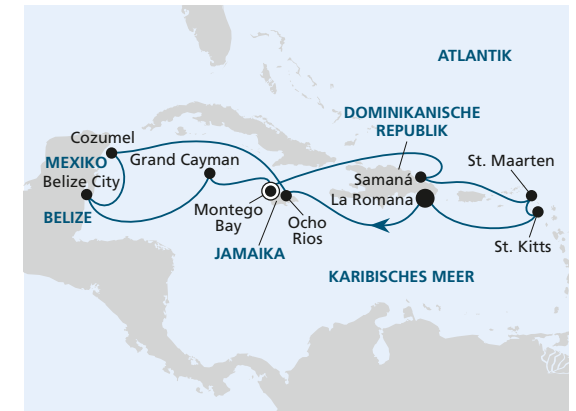 ATLANTIK
DOMINIKANISCHE
REPUBLIK
Cozumel
MEXIKO
Grand Cayman
St. Maarten
Belize City
Samaná
La Romana
BELIZE
Montego
Bay
Ocho
Rios
St. Kitts
JAMAIKA
KARIBISCHES MEER